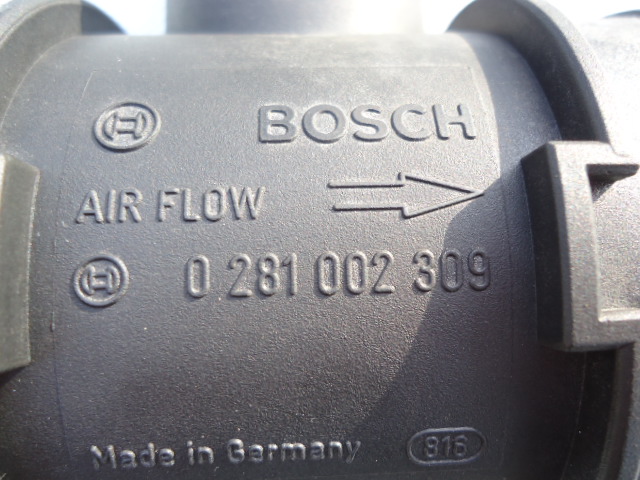 BOSCH
AIR FLOW
0 281 002 309
Made in Germany 816